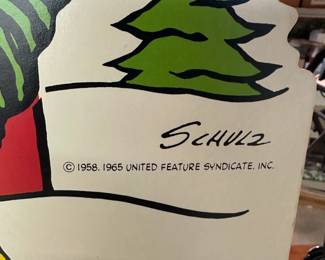 SCHULZ
© 1958, 1965 UNITED FEATURE SYNDICATE, INC.